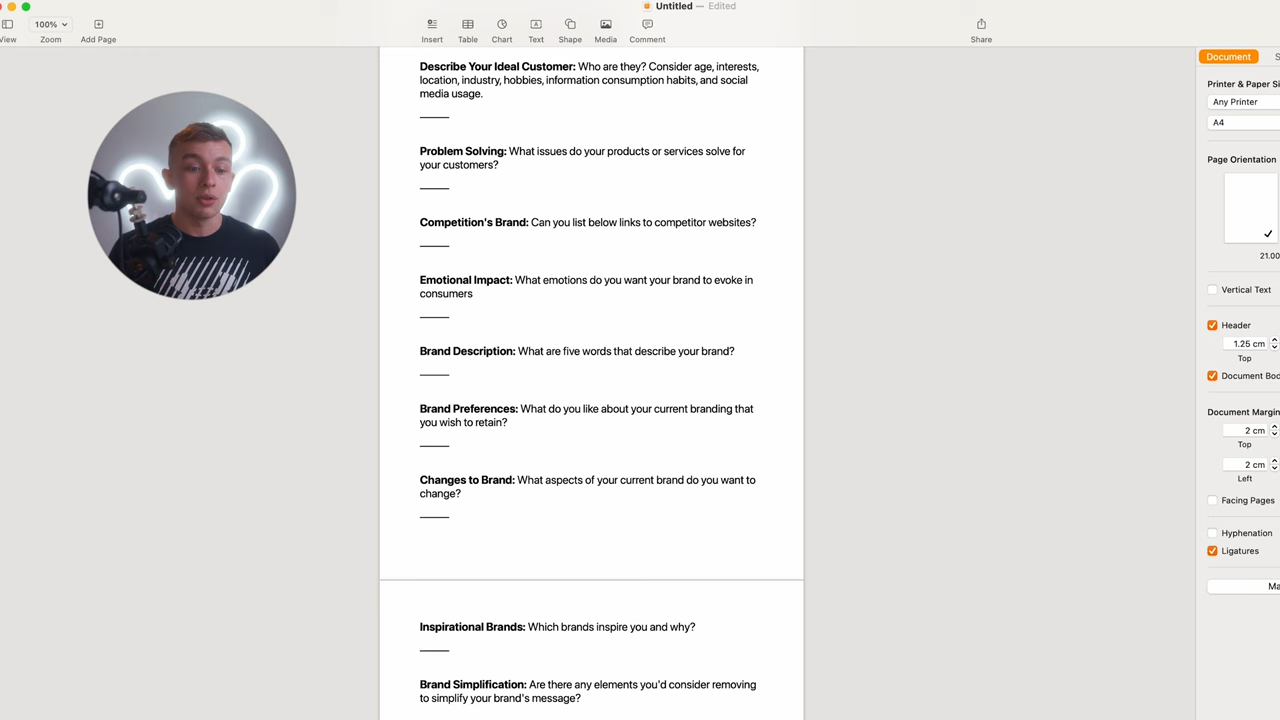 Untitled — Edited
100%
View
Zoom
Add Page
Insert
Table
Chart
Text
Shape
Media
Comment
Share
Describe Your Ideal Customer: Who are they? Consider age, interests,
location, industry, hobbies, information consumption habits, and social
media usage.
Problem Solving: What issues do your products or services solve for
your customers?
Competition's Brand: Can you list below links to competitor websites?
Emotional Impact: What emotions do you want your brand to evoke in
consumers
Brand Description: What are five words that describe your brand?
Brand Preferences: What do you like about your current branding that
you wish to retain?
Changes to Brand: What aspects of your current brand do you want to
change?
Inspirational Brands: Which brands inspire you and why?
Brand Simplification: Are there any elements you'd consider removing
to simplify your brand's message?
Document
Printer & Paper Si
Any Printer
A4
Page Orientation
21.00
Vertical Text
Header
1.25 cm
Top
Document Bod
Document Margin
2 cm
Top
2 cm
Left
Facing Pages
Hyphenation
Ligatures
Ma